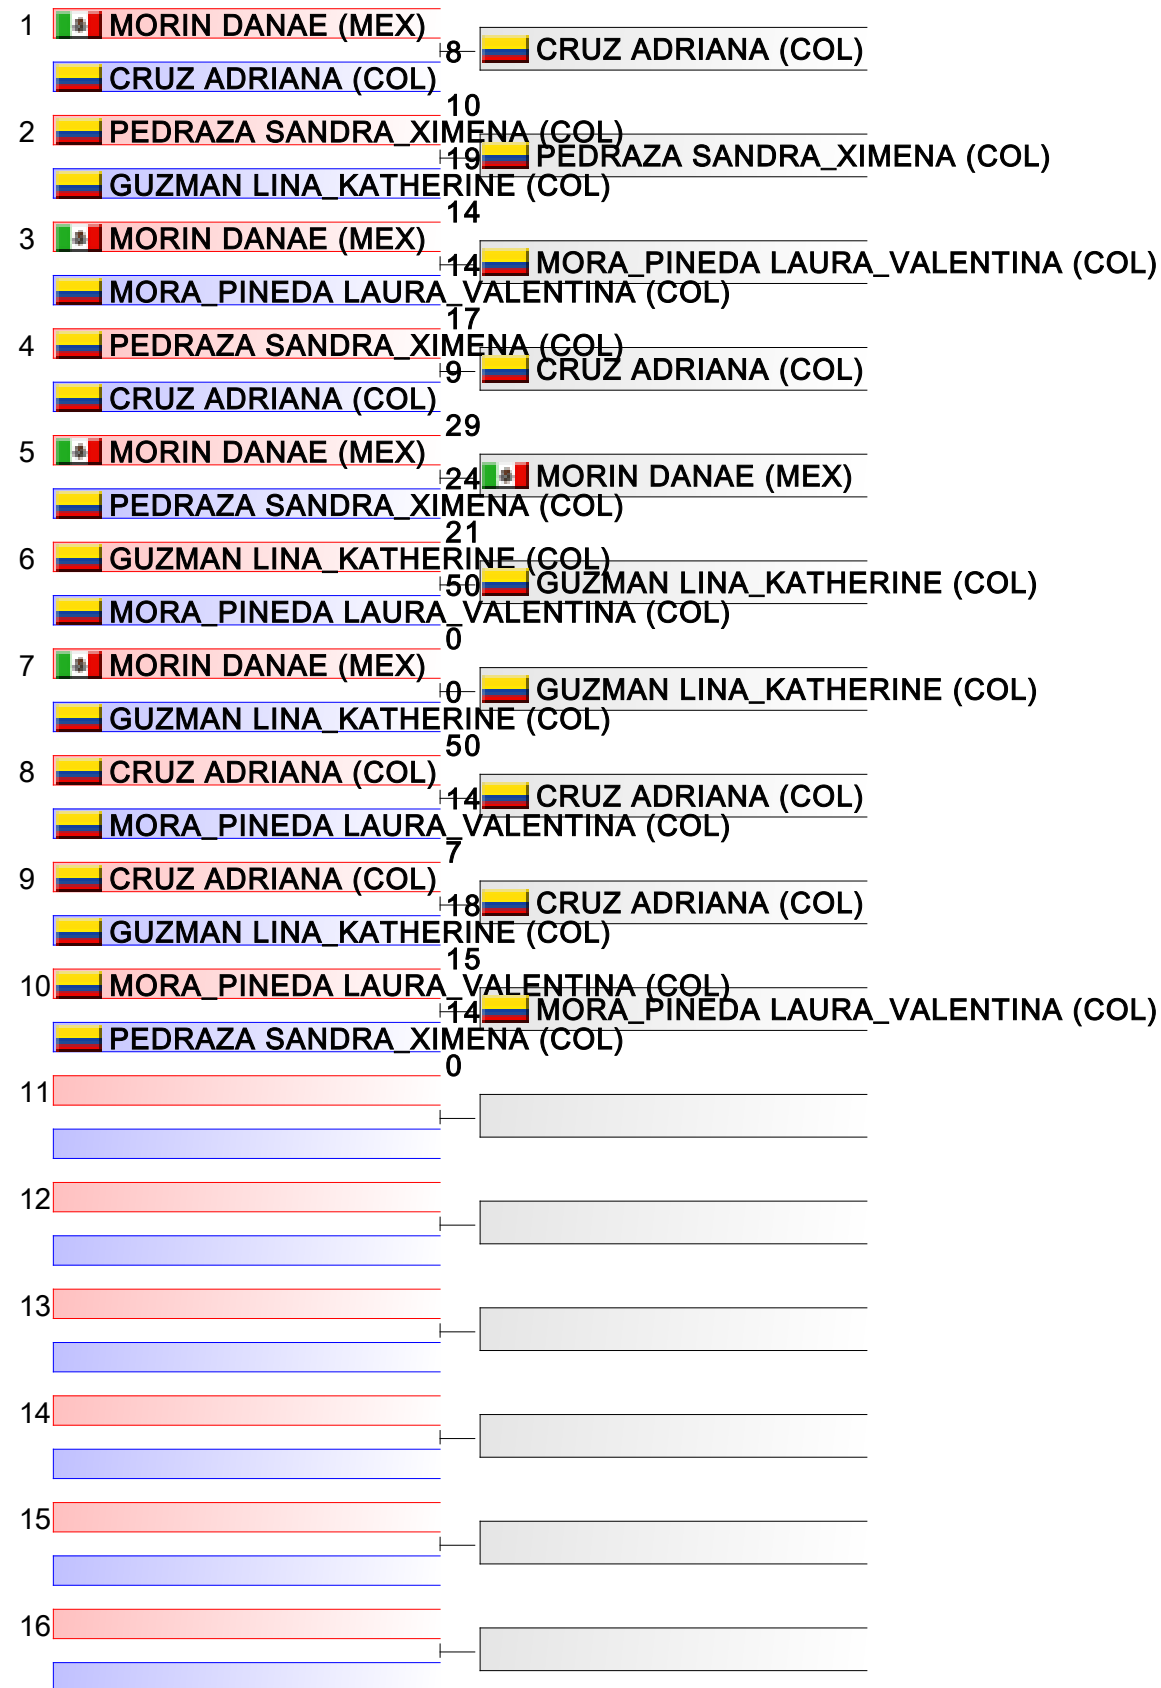 1 MORIN DANAE (MEX)
8 CRUZ ADRIANA (COL)
CRUZ ADRIANA (COL)
10
2 PEDRAZA SANDRA_XIMENA (COL)
19 PEDRAZA SANDRA_XIMENA (COL)
GUZMAN LINA_KATHERINE (COL)
14
3 MORIN DANAE (MEX)
14 MORA_PINEDA LAURA_VALENTINA (COL)
MORA_PINEDA LAURA_VALENTINA (COL)
17
4 PEDRAZA SANDRA_XIMENA (COL)
9 CRUZ ADRIANA (COL)
CRUZ ADRIANA (COL)
29
5 MORIN DANAE (MEX)
24 MORIN DANAE (MEX)
PEDRAZA SANDRA_XIMENA (COL)
21
6 GUZMAN LINA_KATHERINE (COL)
50 GUZMAN LINA_KATHERINE (COL)
MORA_PINEDA LAURA_VALENTINA (COL)
0
7 MORIN DANAE (MEX)
0 GUZMAN LINA_KATHERINE (COL)
GUZMAN LINA_KATHERINE (COL)
50
8 CRUZ ADRIANA (COL)
14 CRUZ ADRIANA (COL)
MORA_PINEDA LAURA_VALENTINA (COL)
7
9 CRUZ ADRIANA (COL)
18 CRUZ ADRIANA (COL)
GUZMAN LINA_KATHERINE (COL)
15
10 MORA_PINEDA LAURA_VALENTINA (COL)
14 MORA_PINEDA LAURA_VALENTINA (COL)
PEDRAZA SANDRA_XIMENA (COL)
0
11
12
13
14
15
16